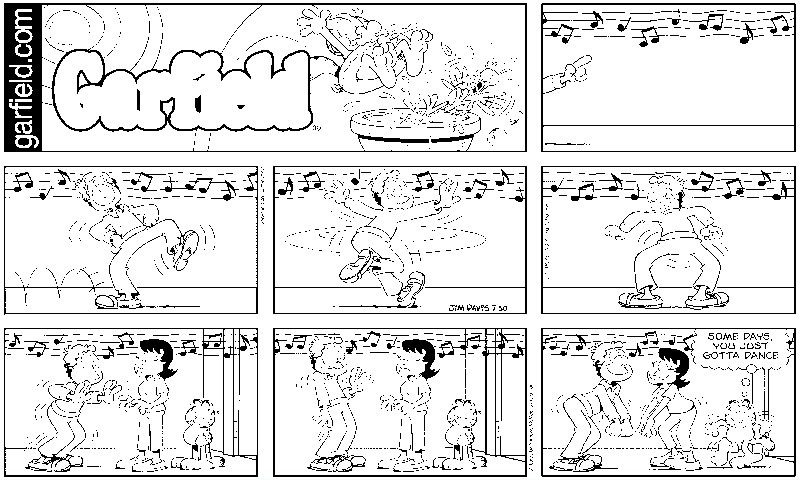 garfield.com
Garfield
JIM DAVIS 7·30
SOME DAYS,
YOU JUST
GOTTA DANCE